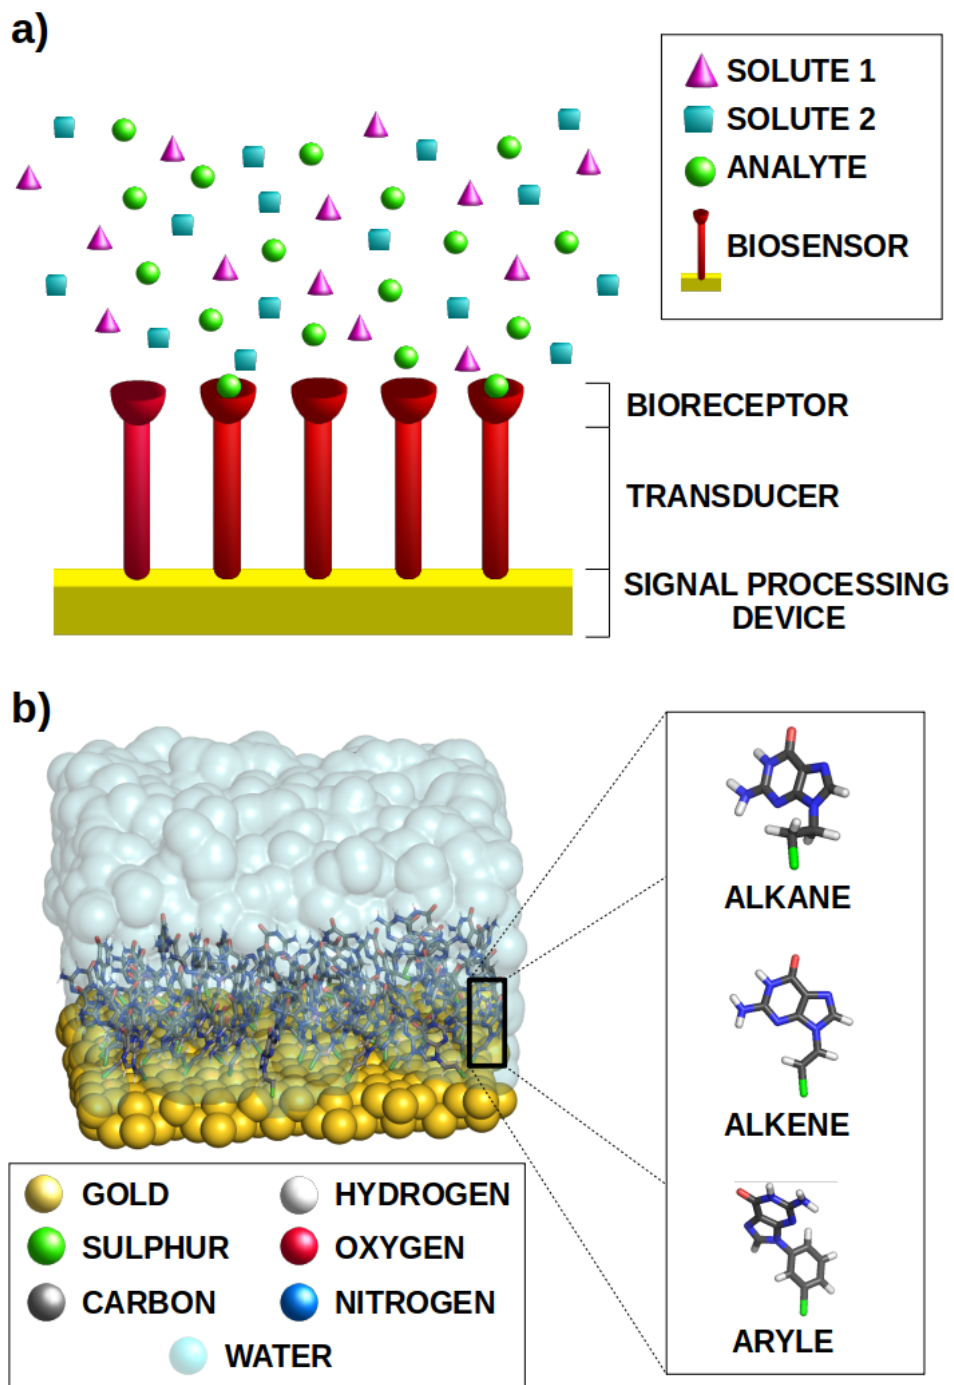 a)
SOLUTE 1
SOLUTE 2
ANALYTE
BIOSENSOR
BIORECEPTOR
TRANSDUCER
SIGNAL PROCESSING
DEVICE
b)
ALKANE
ALKENE
ARYLE
GOLD
HYDROGEN
SULPHUR
OXYGEN
CARBON
NITROGEN
WATER